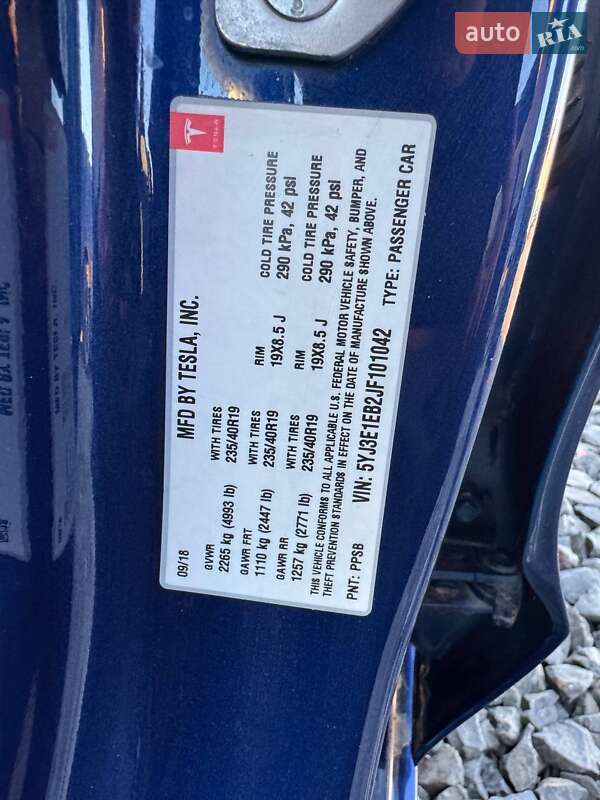 auto RIA
TESLA
MFD BY TESLA, INC.
09/18
GVWR WITH TIRES RIM COLD TIRE PRESSURE
2265 kg (4993 lb) 235/40R19 19X8.5 J 290 kPa, 42 psi
GAWR FRT WITH TIRES RIM COLD TIRE PRESSURE
1110 kg (2447 lb) 235/40R19 19X8.5 J 290 kPa, 42 psi
GAWR RR WITH TIRES
1257 kg (2771 lb) 235/40R19
THIS VEHICLE CONFORMS TO ALL APPLICABLE U.S. FEDERAL MOTOR VEHICLE SAFETY, BUMPER, AND
THEFT PREVENTION STANDARDS IN EFFECT ON THE DATE OF MANUFACTURE SHOWN ABOVE.
PNT: PPSB VIN: 5YJ3E1EB2JF101042 TYPE: PASSENGER CAR